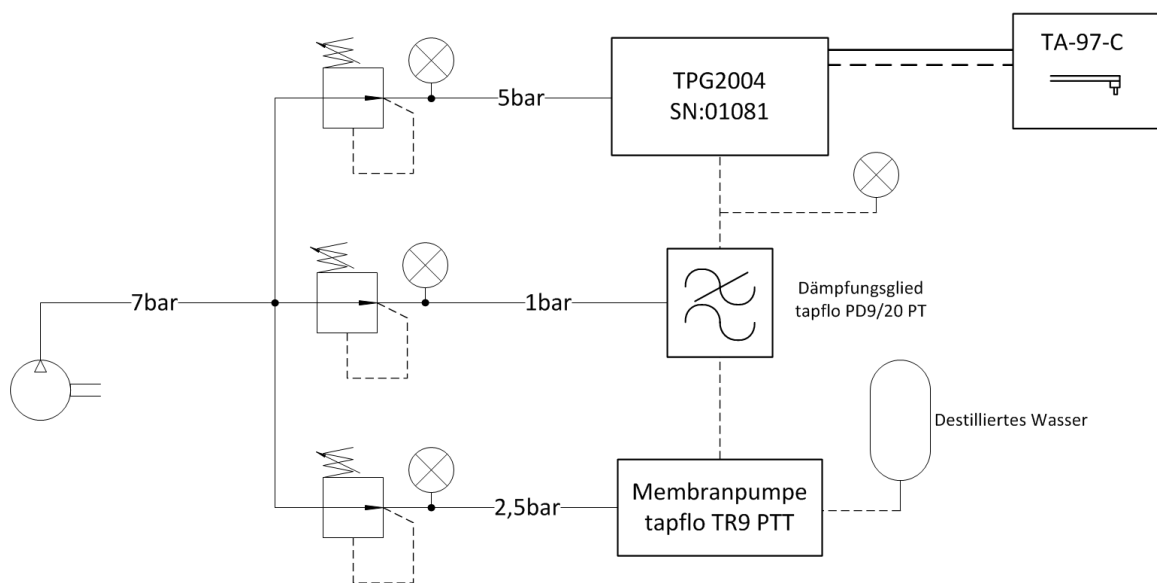 TA-97-C
TPG2004
SN:01081
5bar
7bar
1bar
Dämpfungsglied
tapflo PD9/20 PT
Destilliertes Wasser
2,5bar
Membranpumpe
tapflo TR9 PTT